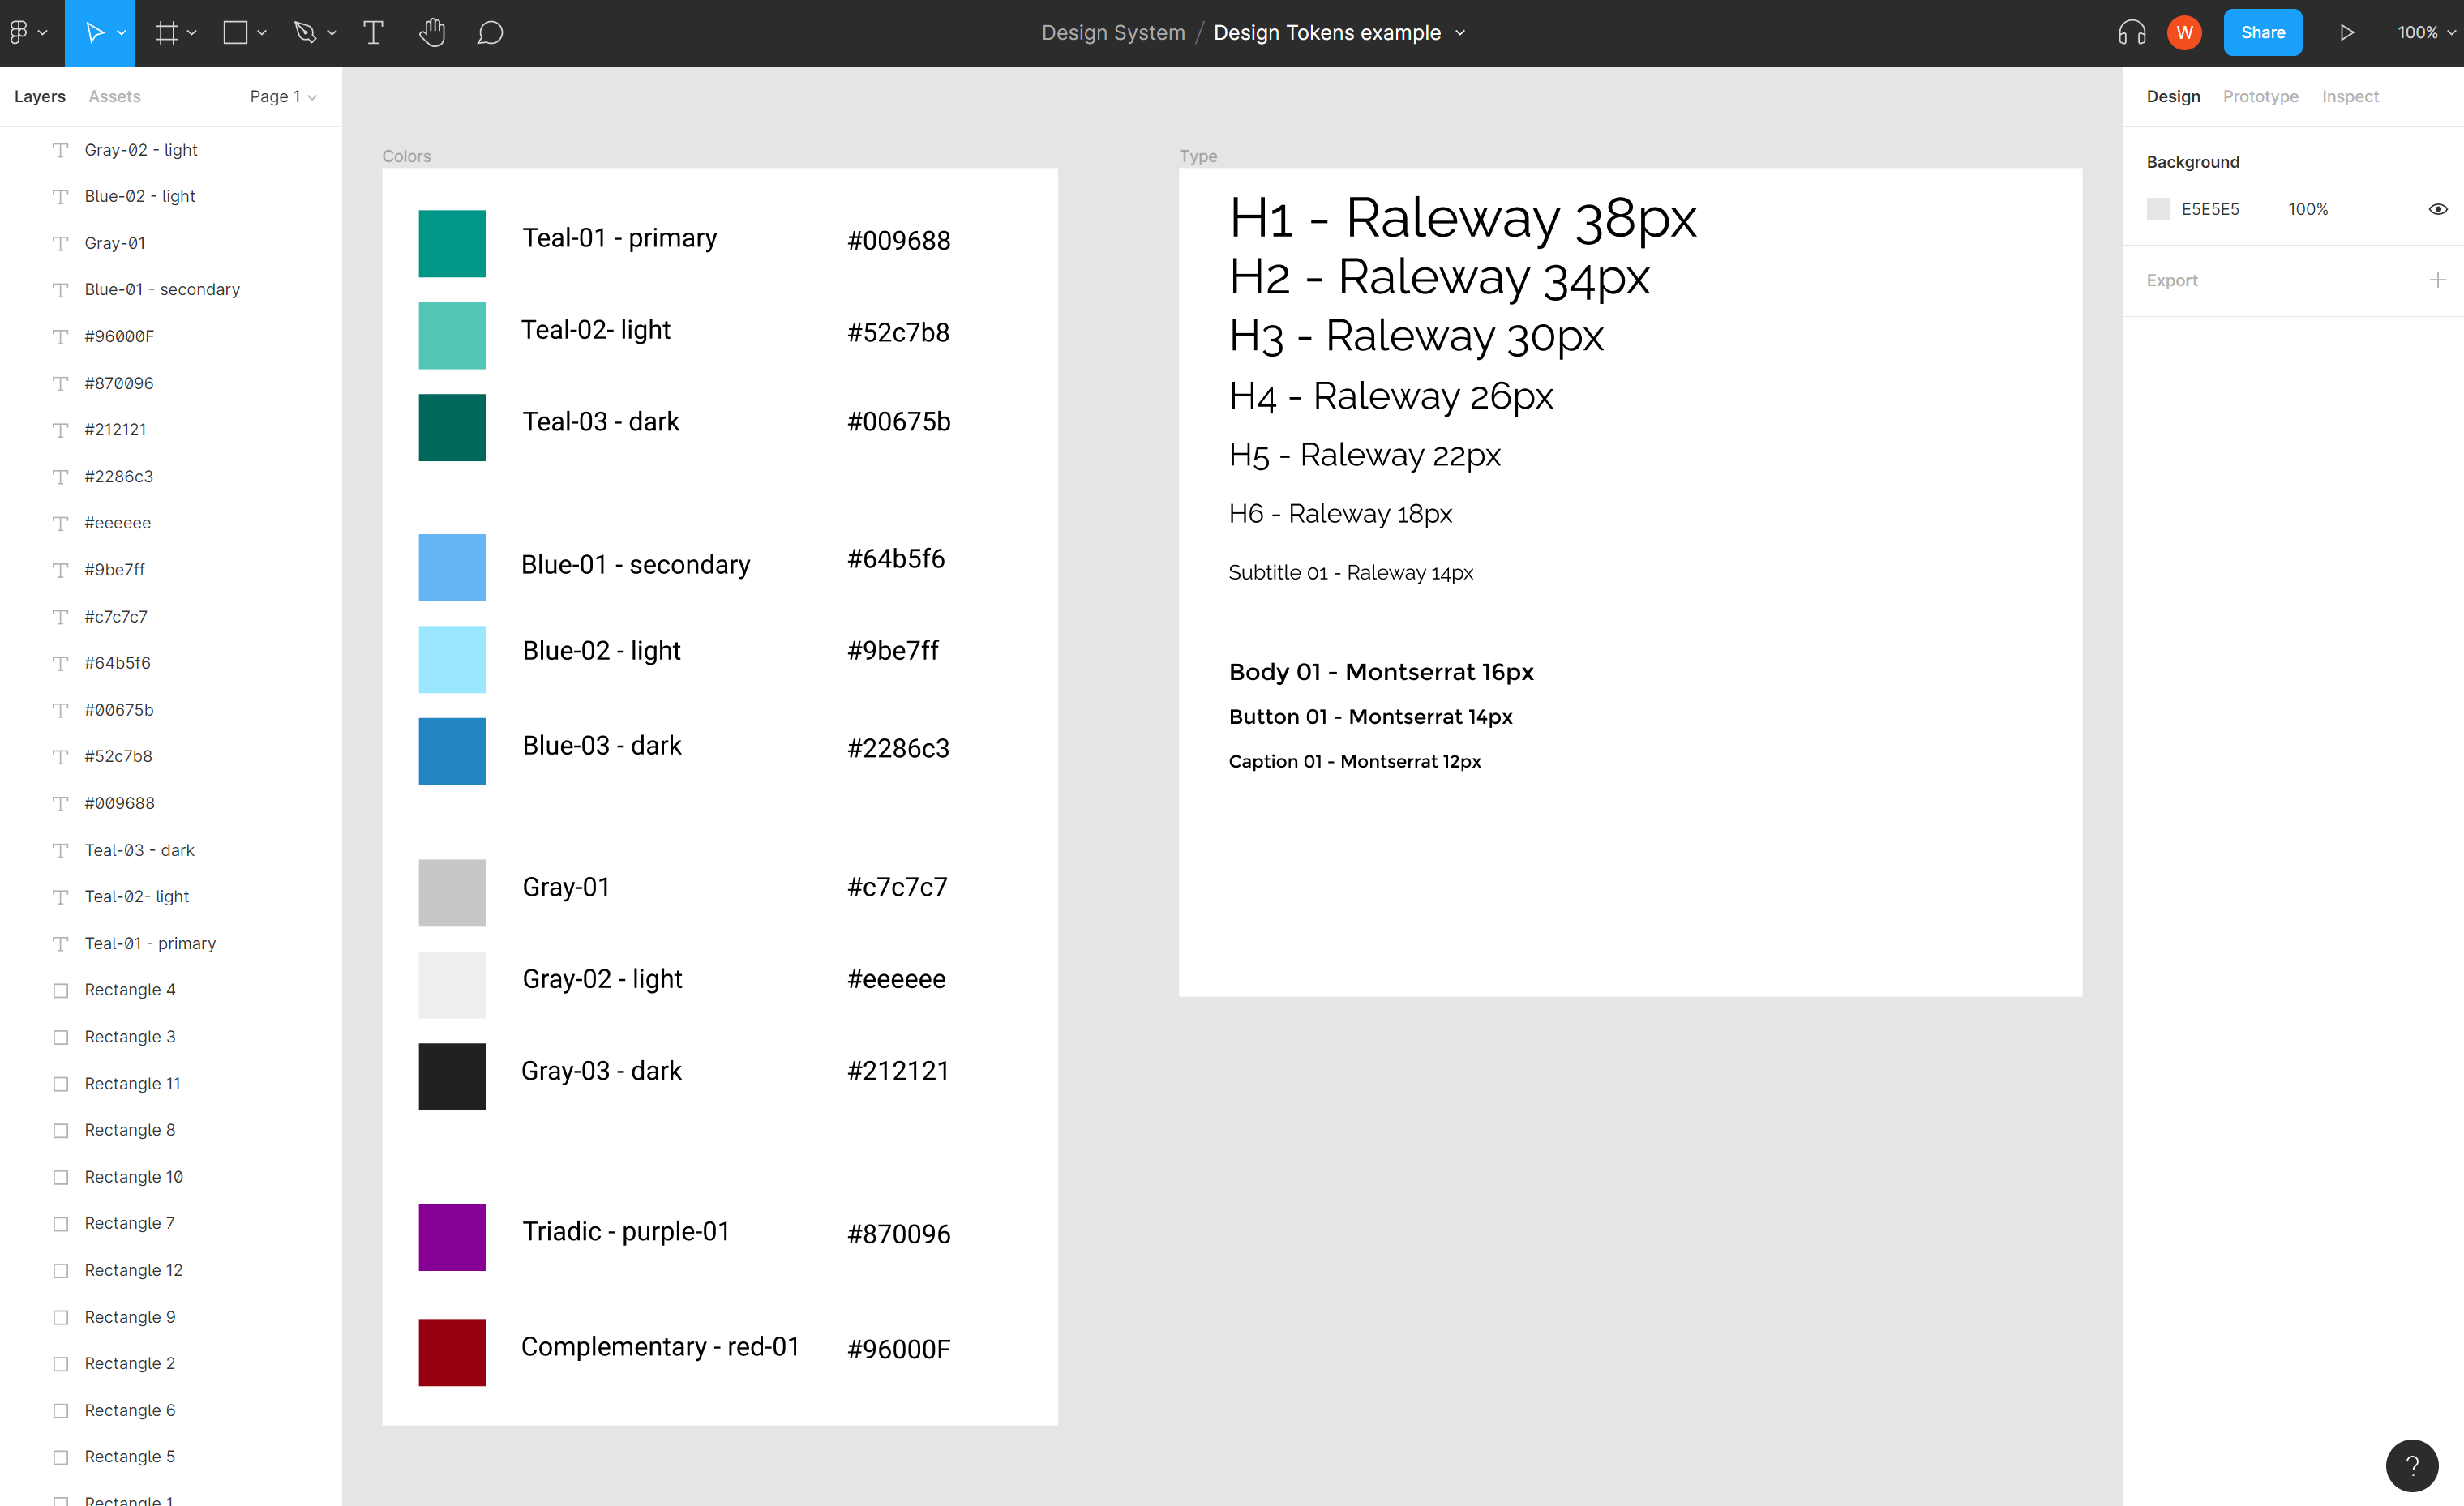 Design System / Design Tokens example
W
Share
100%
Layers
Assets
Page 1
Gray-02 - light
Blue-02 - light
Gray-01
Blue-01 - secondary
#96000F
#870096
#212121
#2286c3
#eeeeee
#9be7ff
#c7c7c7
#64b5f6
#00675b
#52c7b8
#009688
Teal-03 - dark
Teal-02- light
Teal-01 - primary
Rectangle 4
Rectangle 3
Rectangle 11
Rectangle 8
Rectangle 10
Rectangle 7
Rectangle 12
Rectangle 9
Rectangle 2
Rectangle 6
Rectangle 5
Rectangle 1
Colors
Teal-01 - primary #009688
Teal-02- light #52c7b8
Teal-03 - dark #00675b
Blue-01 - secondary #64b5f6
Blue-02 - light #9be7ff
Blue-03 - dark #2286c3
Gray-01 #c7c7c7
Gray-02 - light #eeeeee
Gray-03 - dark #212121
Triadic - purple-01 #870096
Complementary - red-01 #96000F
Type
H1 - Raleway 38px
H2 - Raleway 34px
H3 - Raleway 30px
H4 - Raleway 26px
H5 - Raleway 22px
H6 - Raleway 18px
Subtitle 01 - Raleway 14px
Body 01 - Montserrat 16px
Button 01 - Montserrat 14px
Caption 01 - Montserrat 12px
Design
Prototype
Inspect
Background
E5E5E5 100%
Export
?